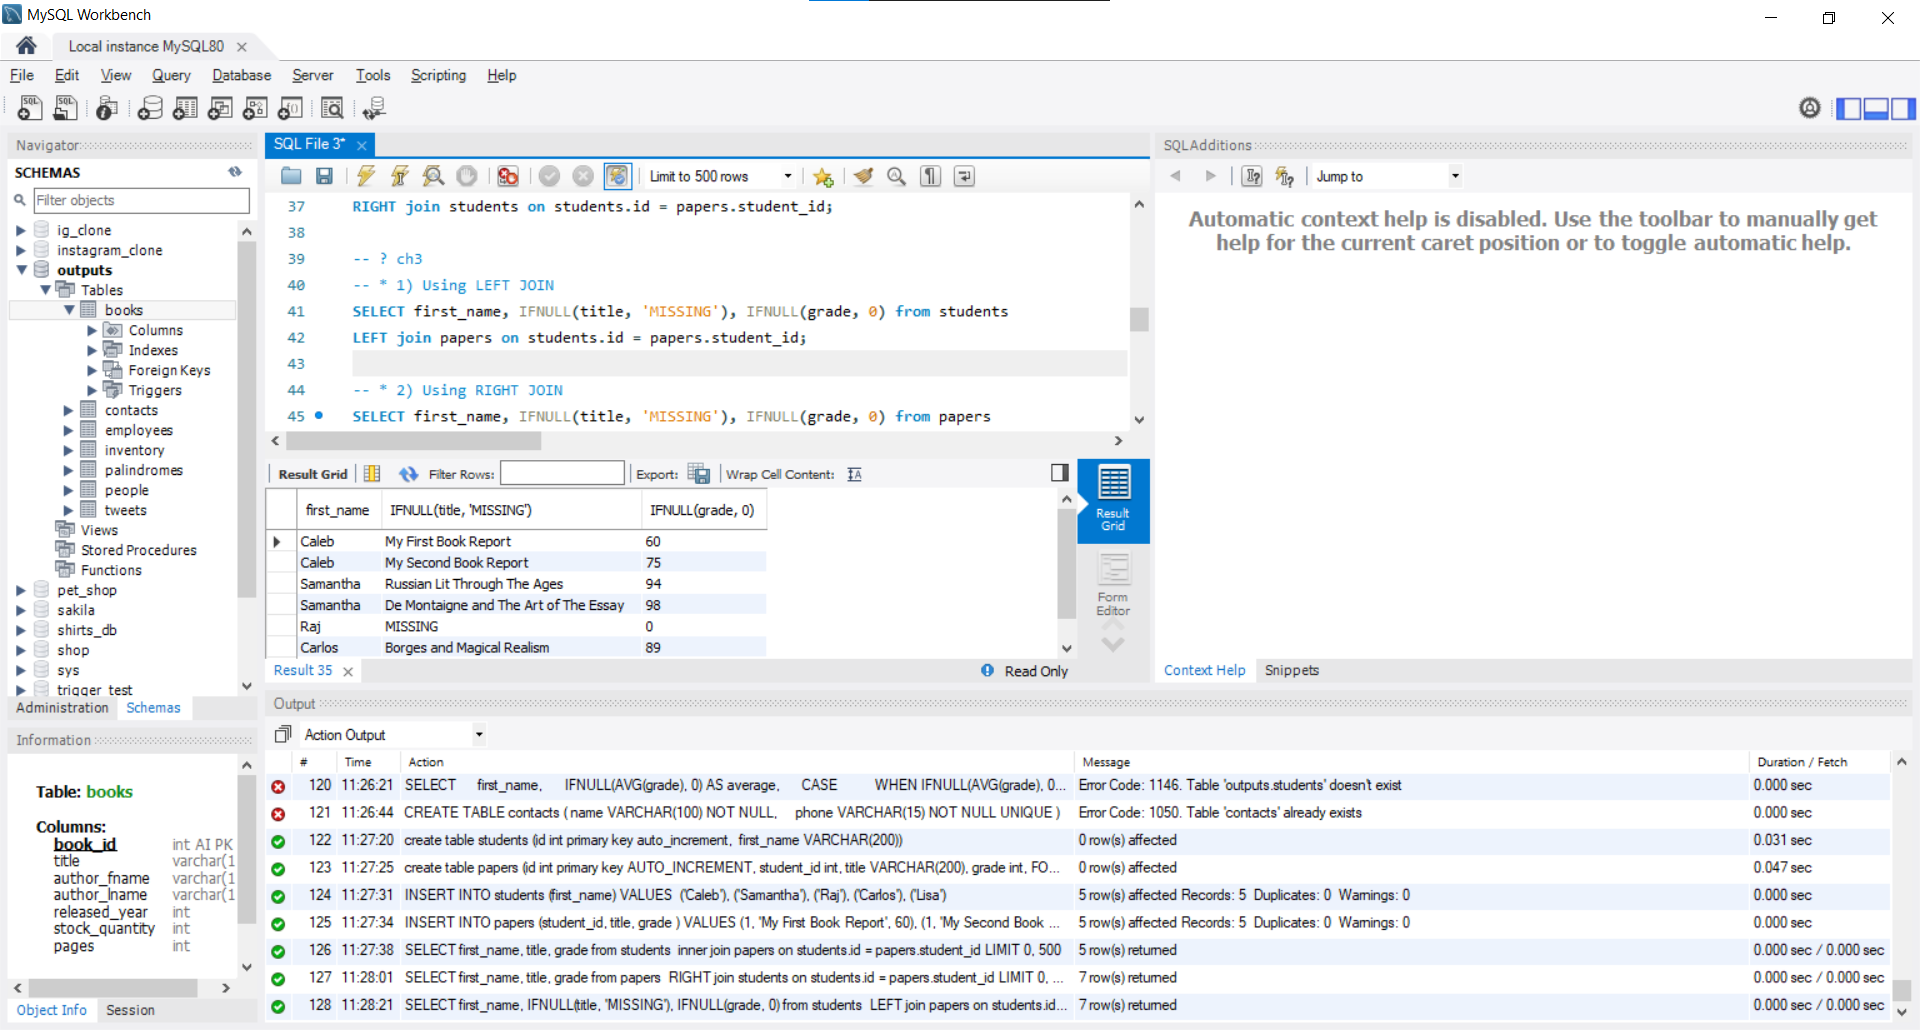 MySQL Workbench
Local instance MySQL80
File Edit View Query Database Server Tools Scripting Help
Navigator
SCHEMAS
Filter objects
ig_clone
instagram_clone
outputs
Tables
books
Columns
Indexes
Foreign Keys
Triggers
contacts
employees
inventory
palindromes
people
tweets
Views
Stored Procedures
Functions
pet_shop
sakila
shirts_db
shop
sys
trigger_test
Administration Schemas
Information
Table: books
Columns:
book_id int AI PK
title varchar(1
author_fname varchar(1
author_lname varchar(1
released_year int
stock_quantity int
pages int
Object Info Session
SQL File 3*
Limit to 500 rows
37 RIGHT join students on students.id = papers.student_id;
38
39 -- ? ch3
40 -- * 1) Using LEFT JOIN
41 SELECT first_name, IFNULL(title, 'MISSING'), IFNULL(grade, 0) from students
42 LEFT join papers on students.id = papers.student_id;
43
44 -- * 2) Using RIGHT JOIN
45 SELECT first_name, IFNULL(title, 'MISSING'), IFNULL(grade, 0) from papers
Result Grid Filter Rows: Export: Wrap Cell Content:
first_name IFNULL(title, 'MISSING') IFNULL(grade, 0)
Caleb My First Book Report 60
Caleb My Second Book Report 75
Samantha Russian Lit Through The Ages 94
Samantha De Montaigne and The Art of The Essay 98
Raj MISSING 0
Carlos Borges and Magical Realism 89
Result Grid
Form Editor
Result 35
Read Only
SQLAdditions
Jump to
Automatic context help is disabled. Use the toolbar to manually get
help for the current caret position or to toggle automatic help.
Context Help Snippets
Output
Action Output
# Time Action Message Duration / Fetch
120 11:26:21 SELECT first_name, IFNULL(AVG(grade), 0) AS average, CASE WHEN IFNULL(AVG(grade), 0... Error Code: 1146. Table 'outputs.students' doesn't exist 0.000 sec
121 11:26:44 CREATE TABLE contacts ( name VARCHAR(100) NOT NULL, phone VARCHAR(15) NOT NULL UNIQUE ) Error Code: 1050. Table 'contacts' already exists 0.000 sec
122 11:27:20 create table students (id int primary key auto_increment, first_name VARCHAR(200)) 0 row(s) affected 0.031 sec
123 11:27:25 create table papers (id int primary key AUTO_INCREMENT, student_id int, title VARCHAR(200), grade int, FO... 0 row(s) affected 0.047 sec
124 11:27:31 INSERT INTO students (first_name) VALUES ('Caleb'), ('Samantha'), ('Raj'), ('Carlos'), ('Lisa') 5 row(s) affected Records: 5 Duplicates: 0 Warnings: 0 0.000 sec
125 11:27:34 INSERT INTO papers (student_id, title, grade ) VALUES (1, 'My First Book Report', 60), (1, 'My Second Book ... 5 row(s) affected Records: 5 Duplicates: 0 Warnings: 0 0.000 sec
126 11:27:38 SELECT first_name, title, grade from students inner join papers on students.id = papers.student_id LIMIT 0, 500 5 row(s) returned 0.000 sec / 0.000 sec
127 11:28:01 SELECT first_name, title, grade from papers RIGHT join students on students.id = papers.student_id LIMIT 0, ... 7 row(s) returned 0.000 sec / 0.000 sec
128 11:28:21 SELECT first_name, IFNULL(title, 'MISSING'), IFNULL(grade, 0) from students LEFT join papers on students.id... 7 row(s) returned 0.000 sec / 0.000 sec